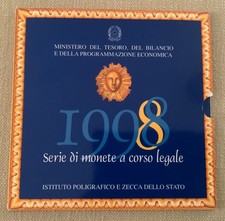 MINISTERO DEL TESORO, DEL BILANCIO
E DELLA PROGRAMMAZIONE ECONOMICA
1998
Serie di monete a corso legale
ISTITUTO POLIGRAFICO E ZECCA DELLO STATO